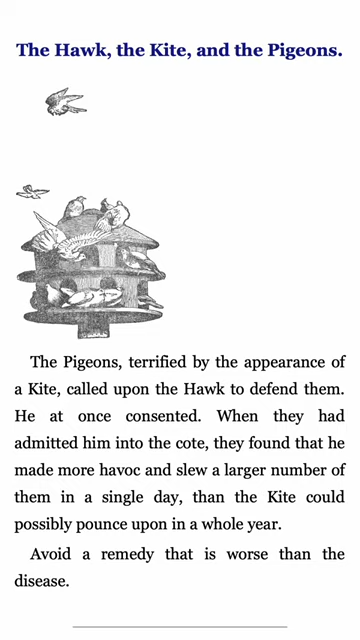 The Hawk, the Kite, and the Pigeons.
The Pigeons, terrified by the appearance of
a Kite, called upon the Hawk to defend them.
He at once consented. When they had
admitted him into the cote, they found that he
made more havoc and slew a larger number of
them in a single day, than the Kite could
possibly pounce upon in a whole year.
Avoid a remedy that is worse than the
disease.